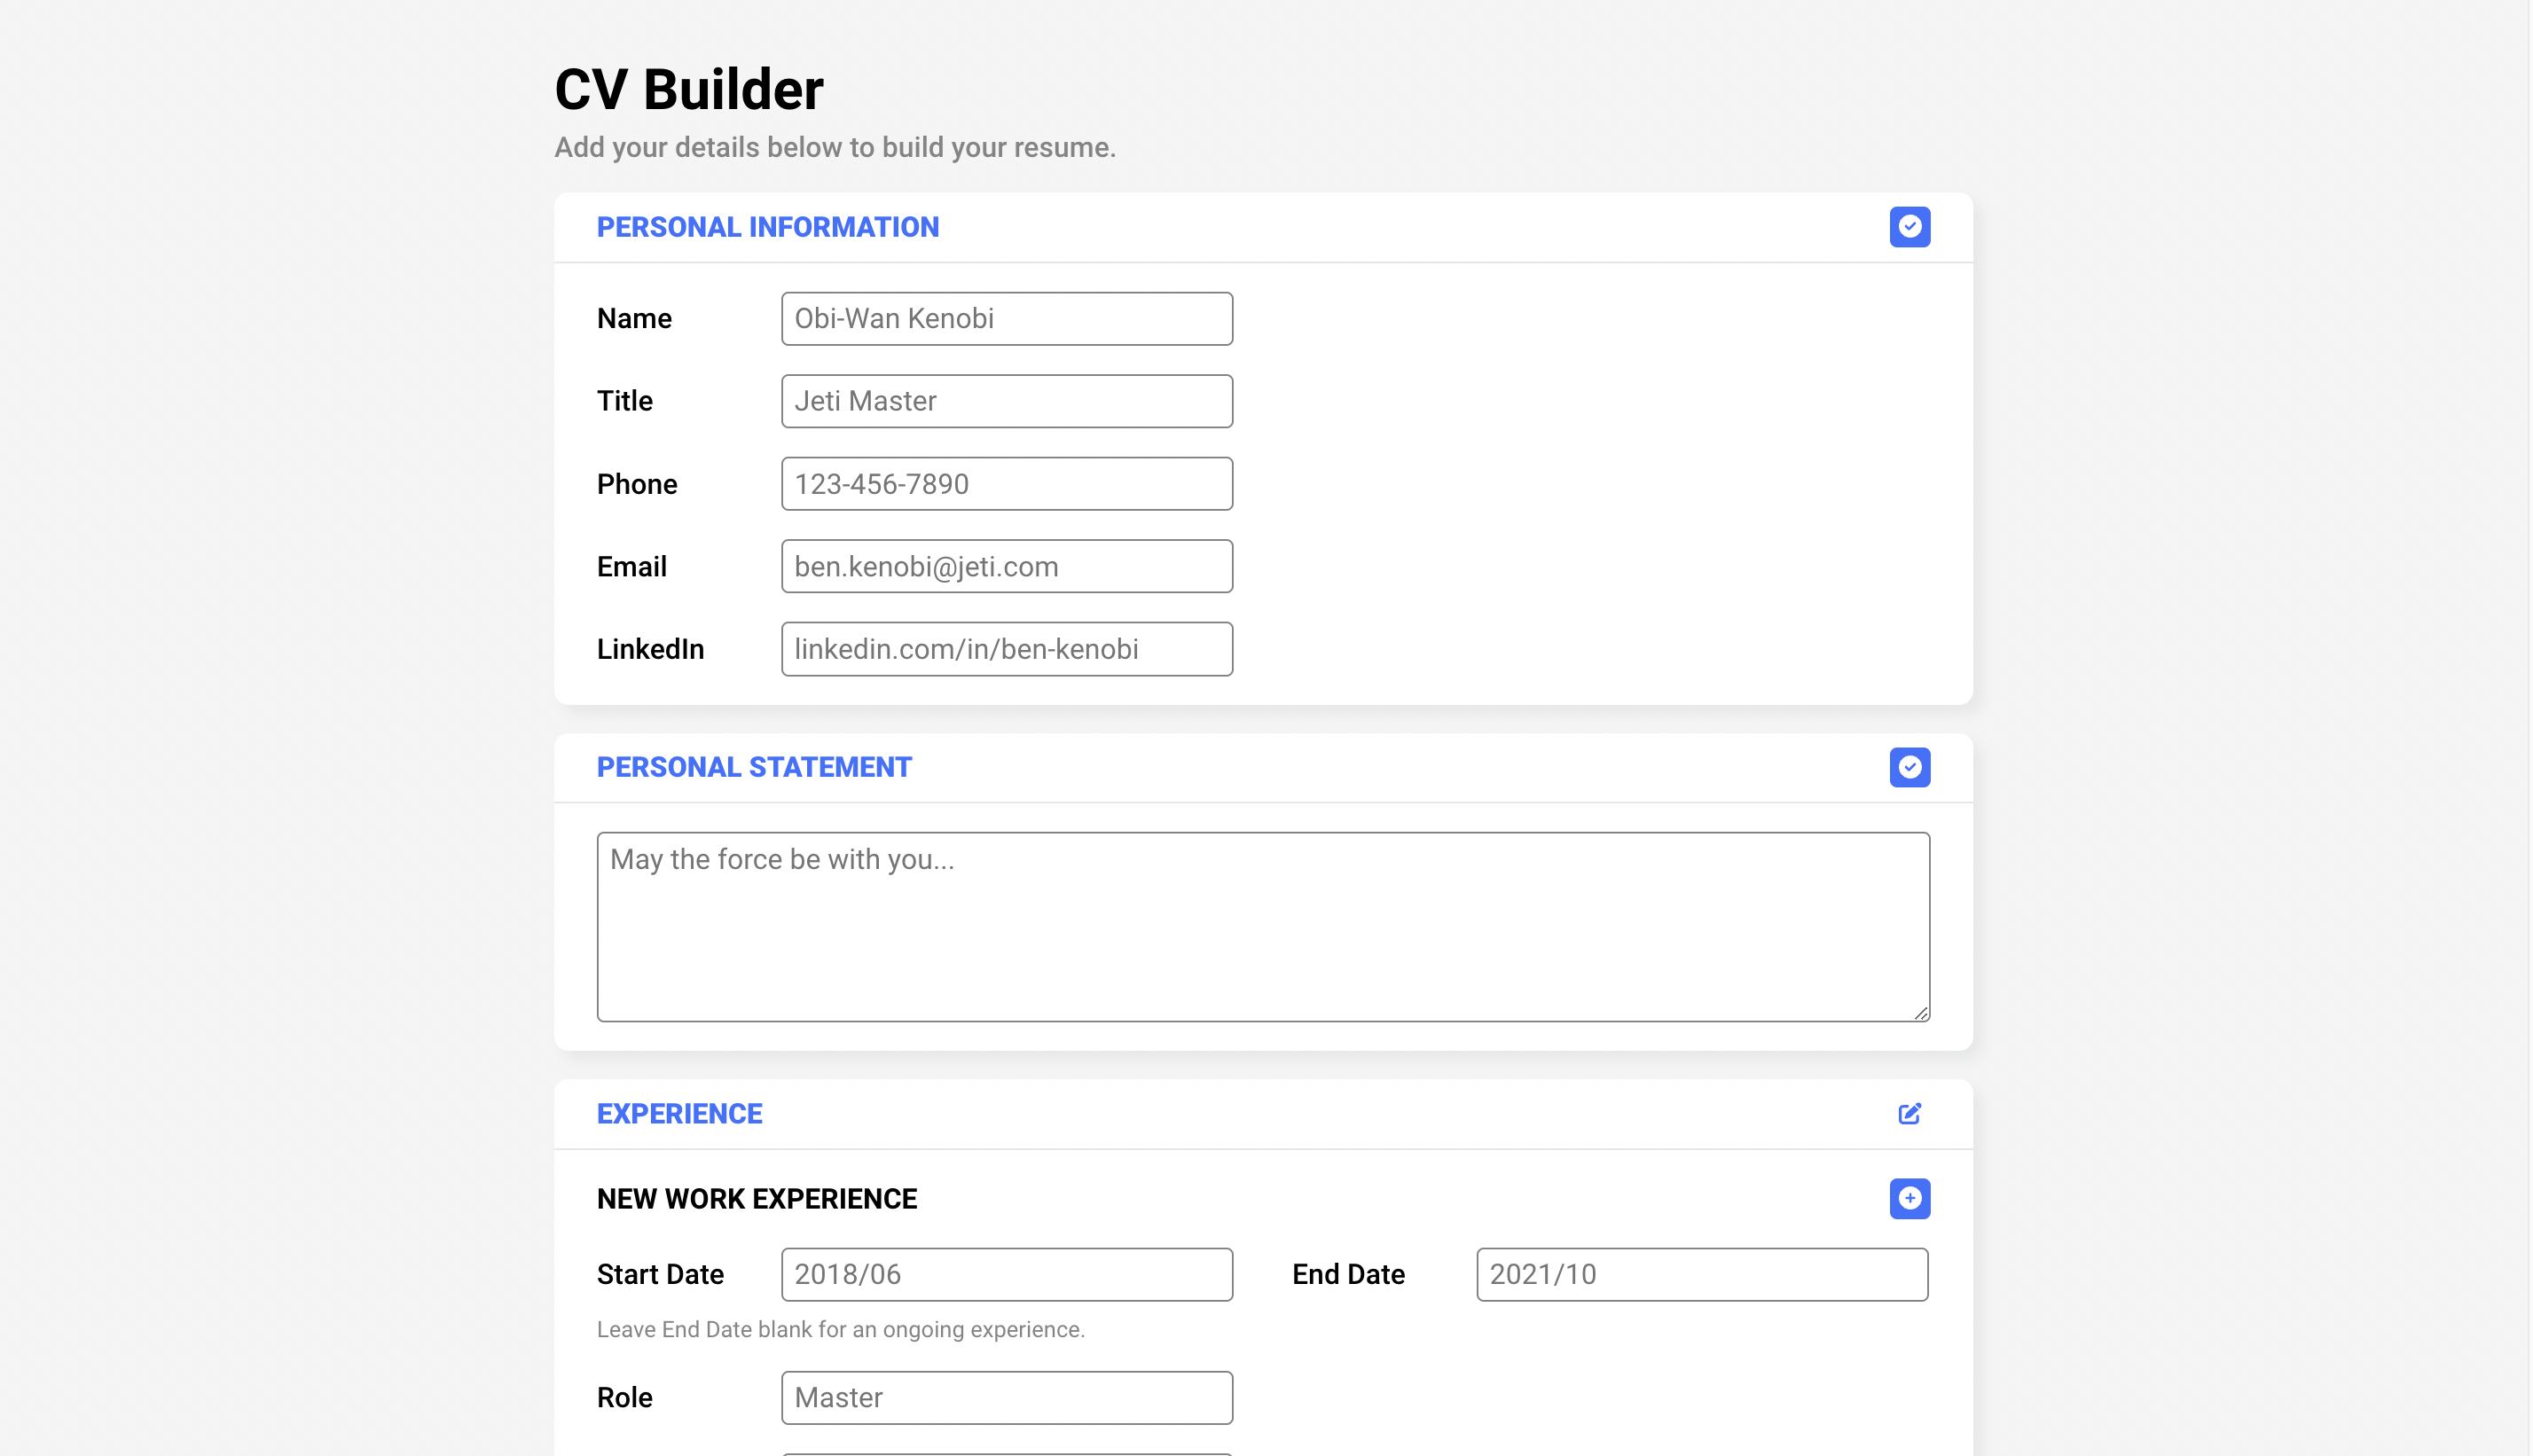 CV Builder
Add your details below to build your resume.
PERSONAL INFORMATION
Name Obi-Wan Kenobi
Title Jeti Master
Phone 123-456-7890
Email ben.kenobi@jeti.com
LinkedIn linkedin.com/in/ben-kenobi
PERSONAL STATEMENT
May the force be with you...
EXPERIENCE
NEW WORK EXPERIENCE
Start Date 2018/06 End Date 2021/10
Leave End Date blank for an ongoing experience.
Role Master